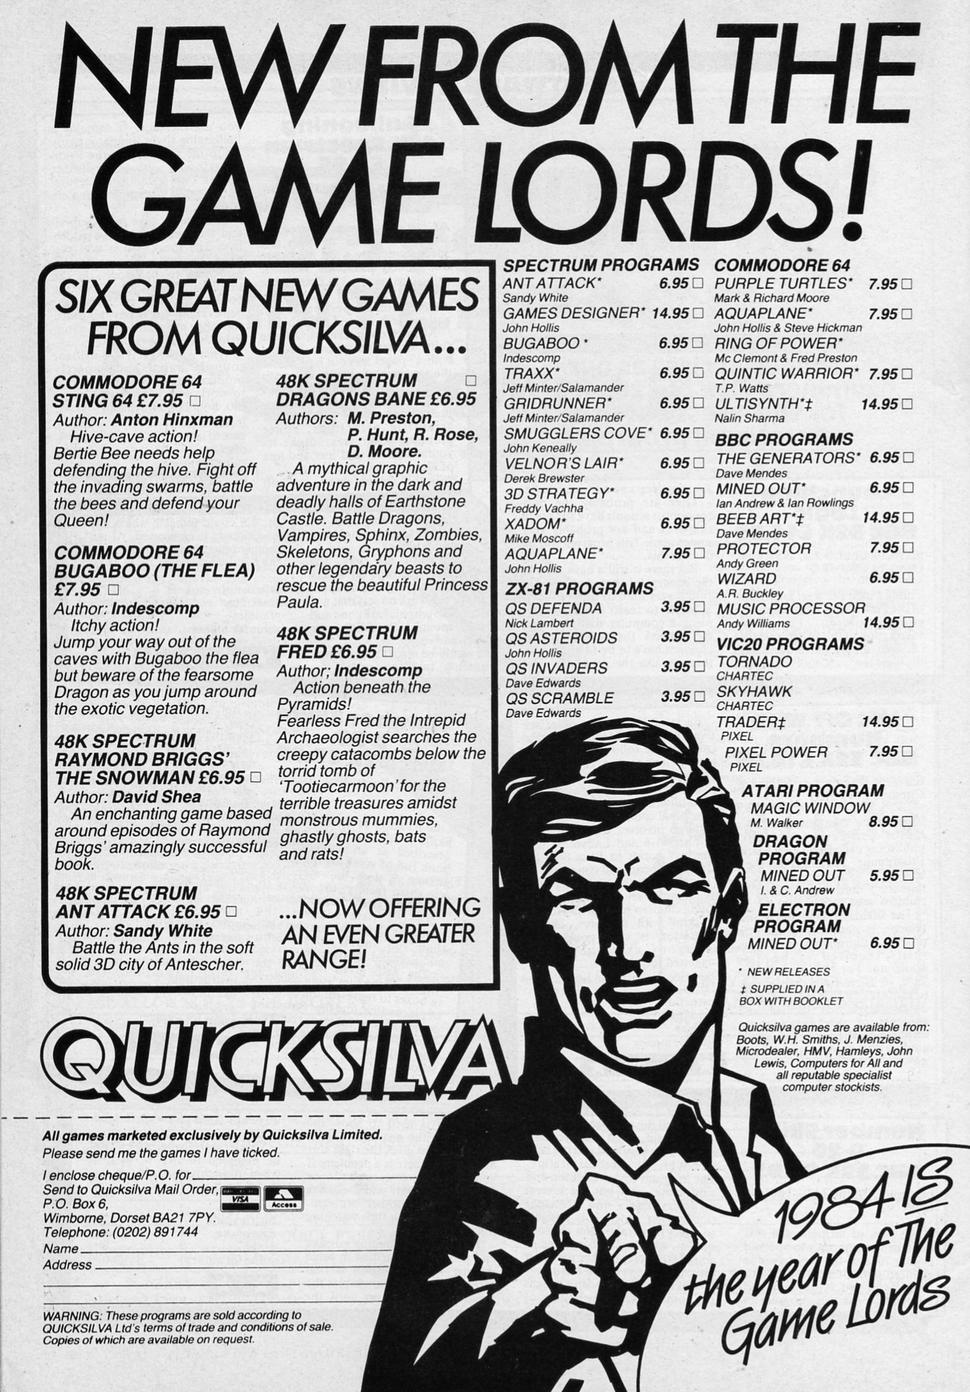 NEW FROM THE
GAME LORDS!
SIX GREAT NEW GAMES
FROM QUICKSILVA...
COMMODORE 64
STING 64 £7.95 □
Author: Anton Hinxman
Hive-cave action!
Bertie Bee needs help
defending the hive. Fight off
the invading swarms, battle
the bees and defend your
Queen!
COMMODORE 64
BUGABOO (THE FLEA)
£7.95 □
Author: Indescomp
Itchy action!
Jump your way out of the
caves with Bugaboo the flea
but beware of the fearsome
Dragon as you jump around
the exotic vegetation.
48K SPECTRUM
RAYMOND BRIGGS'
THE SNOWMAN £6.95 □
Author: David Shea
An enchanting game based
around episodes of Raymond
Briggs' amazingly successful
book.
48K SPECTRUM
ANT ATTACK £6.95 □
Author: Sandy White
Battle the Ants in the soft
solid 3D city of Antescher.
48K SPECTRUM □
DRAGONS BANE £6.95
Authors: M. Preston,
P. Hunt, R. Rose,
D. Moore.
A mythical graphic
adventure in the dark and
deadly halls of Earthstone
Castle. Battle Dragons,
Vampires, Sphinx, Zombies,
Skeletons, Gryphons and
other legendary beasts to
rescue the beautiful Princess
Paula.
48K SPECTRUM
FRED £6.95 □
Author; Indescomp
Action beneath the
Pyramids!
Fearless Fred the Intrepid
Archaeologist searches the
creepy catacombs below the
torrid tomb of
'Tootiecarmoon' for the
terrible treasures amidst
monstrous mummies,
ghastly ghosts, bats
and rats!
...NOW OFFERING
AN EVEN GREATER
RANGE!
SPECTRUM PROGRAMS
ANT ATTACK* 6.95 □
Sandy White
GAMES DESIGNER* 14.95 □
John Hollis
BUGABOO * 6.95 □
Indescomp
TRAXX* 6.95 □
Jeff Minter/Salamander
GRIDRUNNER* 6.95 □
Jeff Minter/Salamander
SMUGGLERS COVE* 6.95 □
John Keneally
VELNOR'S LAIR* 6.95 □
Derek Brewster
3D STRATEGY* 6.95 □
Freddy Vachha
XADOM* 6.95 □
Mike Moscoff
AQUAPLANE* 7.95 □
John Hollis
ZX-81 PROGRAMS
QS DEFENDA 3.95 □
Nick Lambert
QS ASTEROIDS 3.95 □
John Hollis
QS INVADERS 3.95 □
Dave Edwards
QS SCRAMBLE 3.95 □
Dave Edwards
COMMODORE 64
PURPLE TURTLES* 7.95 □
Mark & Richard Moore
AQUAPLANE* 7.95 □
John Hollis & Steve Hickman
RING OF POWER*
Mc Clemont & Fred Preston
QUINTIC WARRIOR* 7.95 □
T.P. Watts
ULTISYNTH*‡ 14.95 □
Nalin Sharma
BBC PROGRAMS
THE GENERATORS* 6.95 □
Dave Mendes
MINED OUT* 6.95 □
Ian Andrew & Ian Rowlings
BEEB ART*‡ 14.95 □
Dave Mendes
PROTECTOR 7.95 □
Andy Green
WIZARD 6.95 □
A.R. Buckley
MUSIC PROCESSOR
Andy Williams 14.95 □
VIC20 PROGRAMS
TORNADO
CHARTEC
SKYHAWK
CHARTEC
TRADER‡ 14.95 □
PIXEL
PIXEL POWER 7.95 □
PIXEL
ATARI PROGRAM
MAGIC WINDOW
M. Walker 8.95 □
DRAGON
PROGRAM
MINED OUT 5.95 □
I. & C. Andrew
ELECTRON
PROGRAM
MINED OUT* 6.95 □
* NEW RELEASES
‡ SUPPLIED IN A
BOX WITH BOOKLET
Quicksilva games are available from:
Boots, W.H. Smiths, J. Menzies,
Microdealer, HMV, Hamleys, John
Lewis, Computers for All and
all reputable specialist
computer stockists.
QUICKSILVA
All games marketed exclusively by Quicksilva Limited.
Please send me the games I have ticked.
I enclose cheque/P.O. for
Send to Quicksilva Mail Order,
P.O. Box 6,
Wimborne, Dorset BA21 7PY.
Telephone: (0202) 891744
VISA
Access
Name
Address
WARNING: These programs are sold according to
QUICKSILVA Ltd's terms of trade and conditions of sale.
Copies of which are available on request.
1984 IS
the year of The
Game Lords